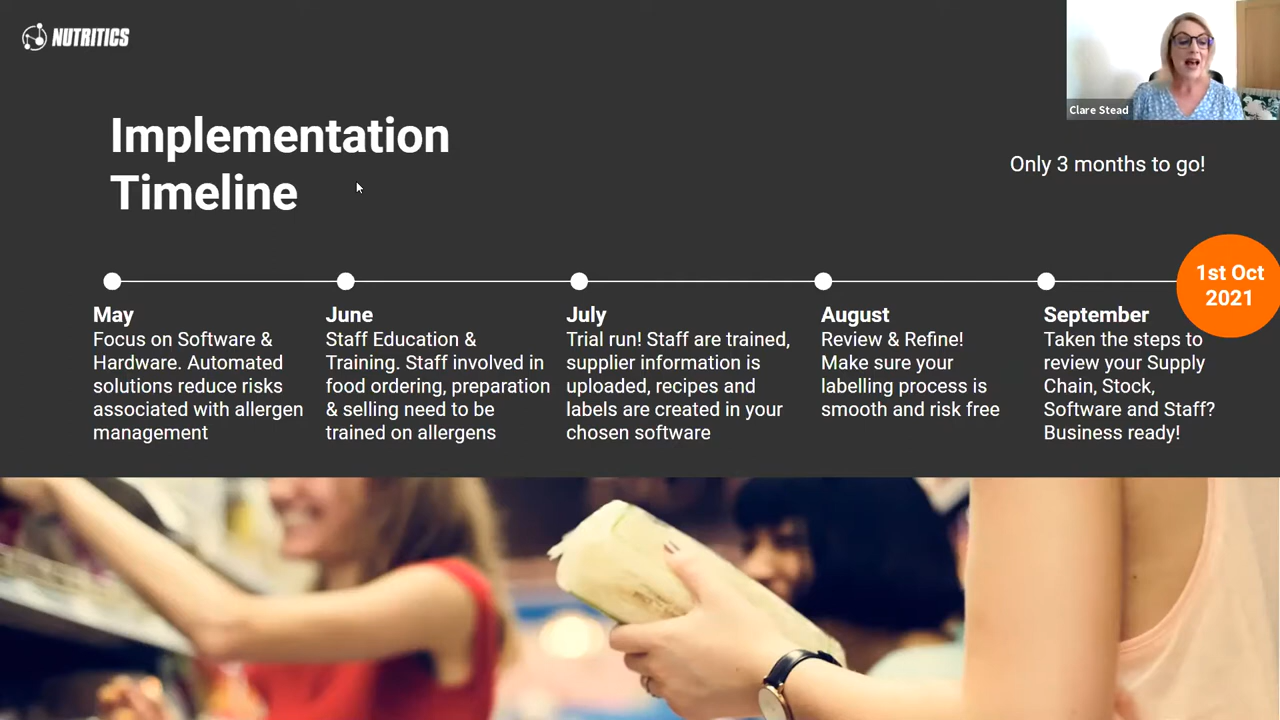 NUTRITICS
Clare Stead
Implementation
Timeline
Only 3 months to go!
1st Oct
2021
May
Focus on Software &
Hardware. Automated
solutions reduce risks
associated with allergen
management
June
Staff Education &
Training. Staff involved in
food ordering, preparation
& selling need to be
trained on allergens
July
Trial run! Staff are trained,
supplier information is
uploaded, recipes and
labels are created in your
chosen software
August
Review & Refine!
Make sure your
labelling process is
smooth and risk free
September
Taken the steps to
review your Supply
Chain, Stock,
Software and Staff?
Business ready!